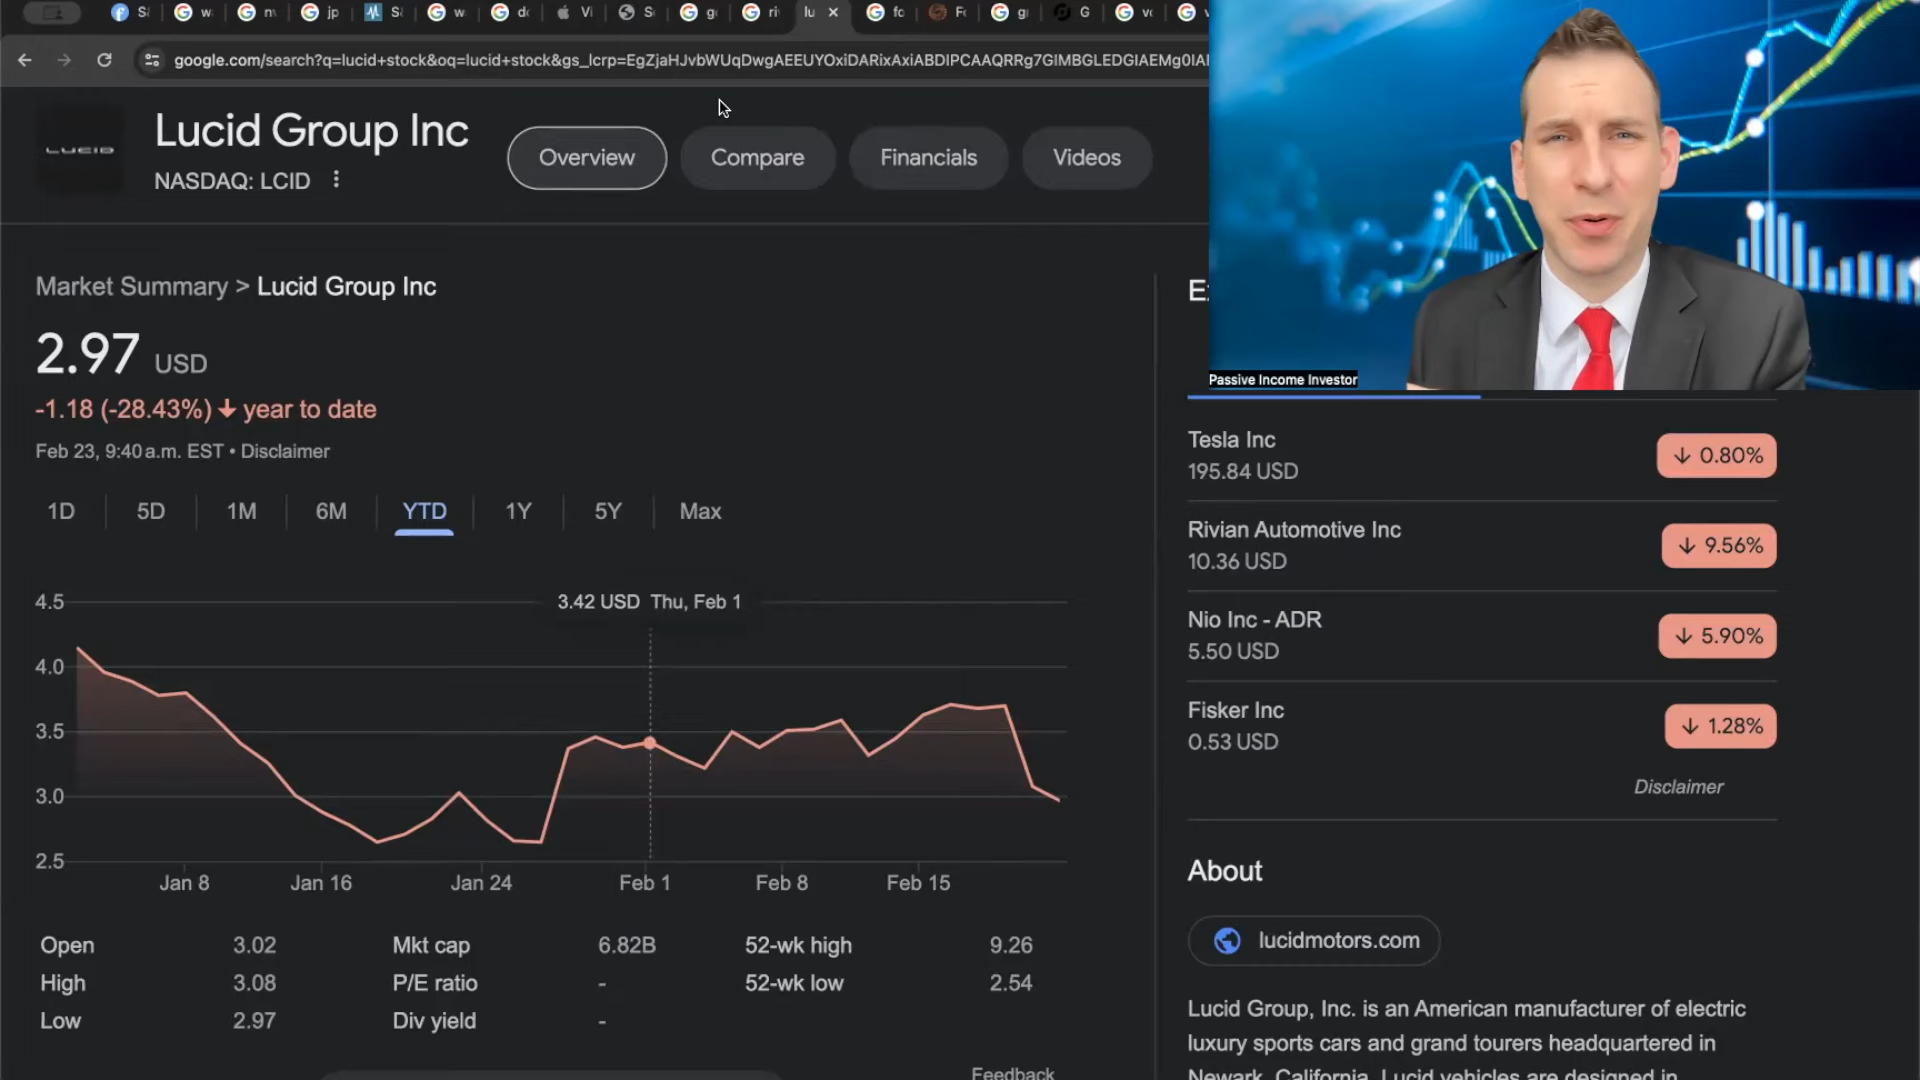 google.com/search?q=lucid+stock&oq=lucid+stock&gs_lcrp=EgZjaHJvbWUqDwgAEEUYOxiDARixAxiABDIPCAAQRRg7GIMBGLEDGIAEMg0IAI
LUCID
Lucid Group Inc
NASDAQ: LCID
Overview
Compare
Financials
Videos
Market Summary > Lucid Group Inc
2.97 USD
-1.18 (-28.43%) ↓ year to date
Feb 23, 9:40 a.m. EST • Disclaimer
1D 5D 1M 6M YTD 1Y 5Y Max
3.42 USD Thu, Feb 1
4.5
4.0
3.5
3.0
2.5
Jan 8 Jan 16 Jan 24 Feb 1 Feb 8 Feb 15
Open 3.02 Mkt cap 6.82B 52-wk high 9.26
High 3.08 P/E ratio - 52-wk low 2.54
Low 2.97 Div yield -
Feedback
Passive Income Investor
Tesla Inc
195.84 USD
↓ 0.80%
Rivian Automotive Inc
10.36 USD
↓ 9.56%
Nio Inc - ADR
5.50 USD
↓ 5.90%
Fisker Inc
0.53 USD
↓ 1.28%
Disclaimer
About
lucidmotors.com
Lucid Group, Inc. is an American manufacturer of electric
luxury sports cars and grand tourers headquartered in
Newark, California. Lucid vehicles are designed in